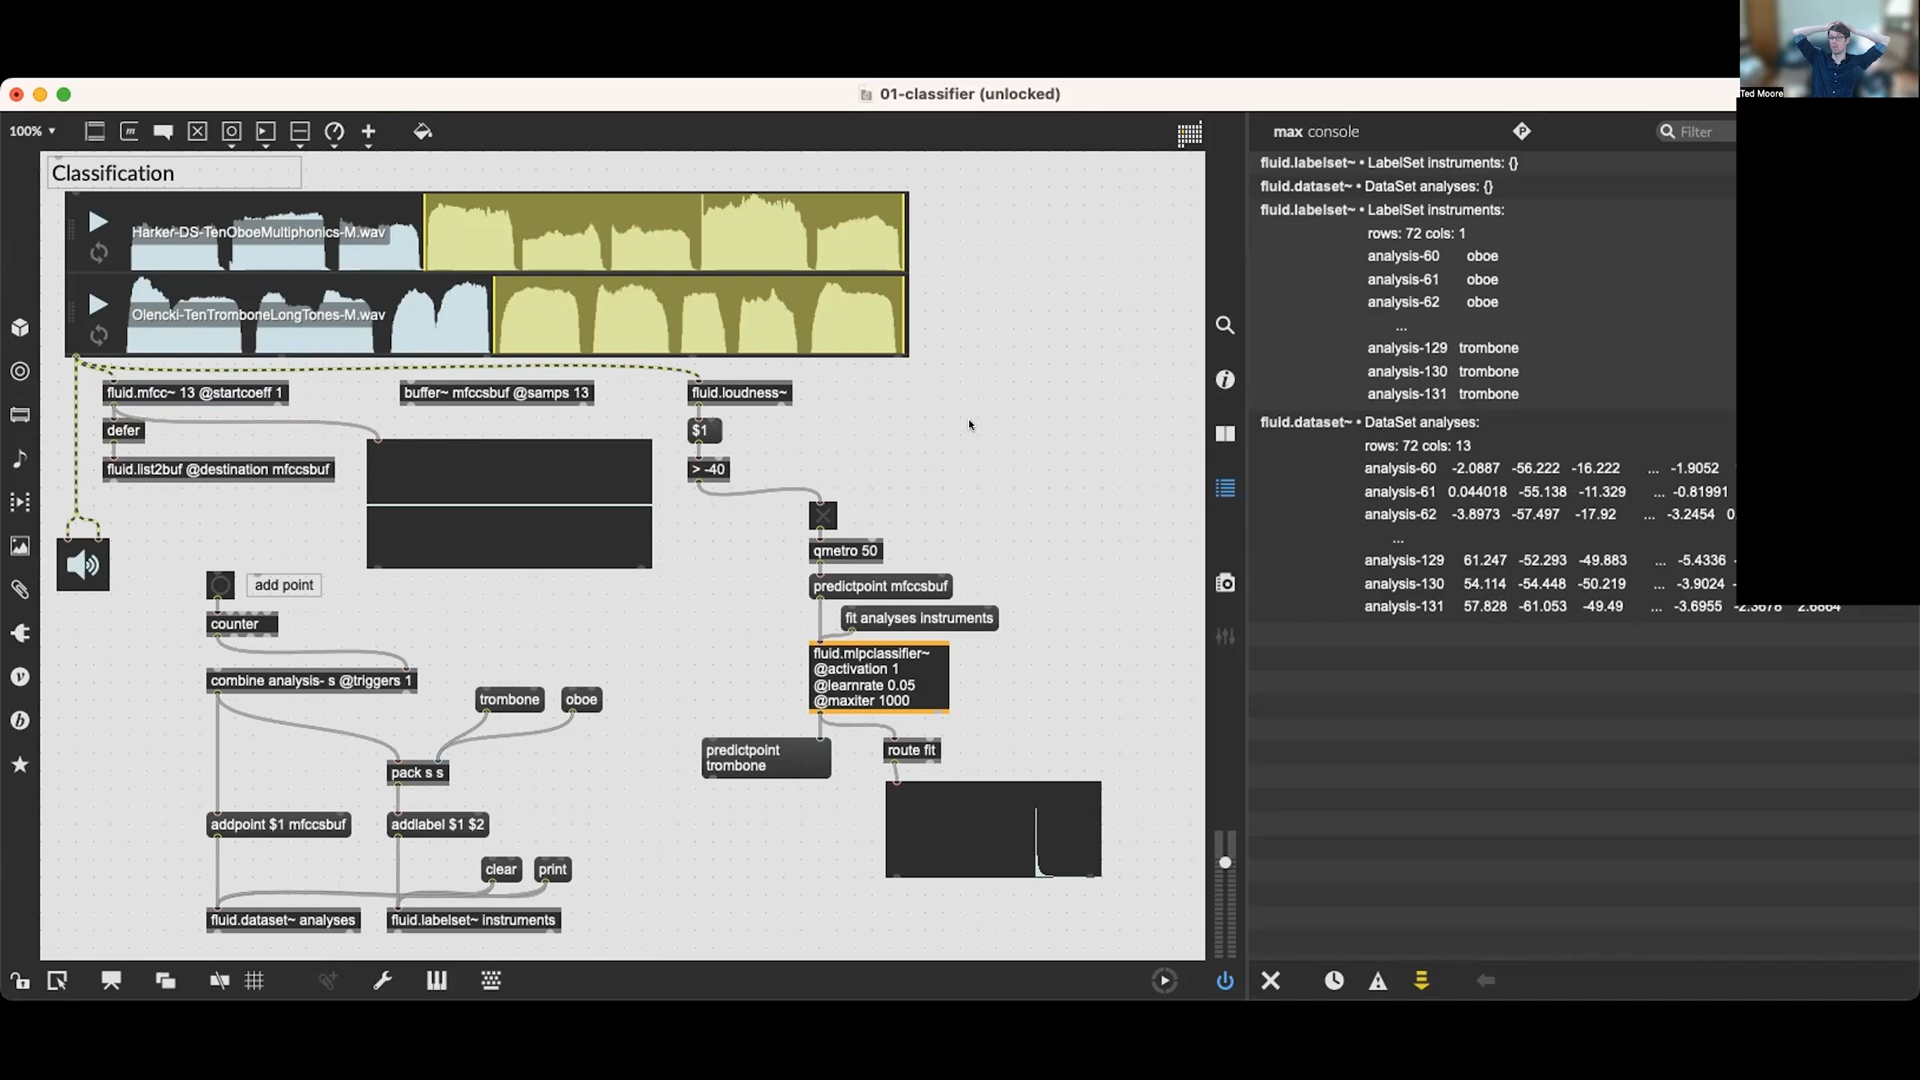 Ted Moore
01-classifier (unlocked)
100%
max console
Filter
Classification
Harker-DS-TenOboeMultiphonics-M.wav
Olencki-TenTromboneLongTones-M.wav
fluid.mfcc~ 13 @startcoeff 1
buffer~ mfccsbuf @samps 13
fluid.loudness~
defer
$1
fluid.list2buf @destination mfccsbuf
> -40
qmetro 50
add point
predictpoint mfccsbuf
counter
fit analyses instruments
combine analysis- s @triggers 1
fluid.mlpclassifier~
@activation 1
@learnrate 0.05
@maxiter 1000
trombone
oboe
predictpoint
trombone
route fit
pack s s
addpoint $1 mfccsbuf
addlabel $1 $2
clear
print
fluid.dataset~ analyses
fluid.labelset~ instruments
fluid.labelset~ • LabelSet instruments: {}
fluid.dataset~ • DataSet analyses: {}
fluid.labelset~ • LabelSet instruments:
rows: 72 cols: 1
analysis-60 oboe
analysis-61 oboe
analysis-62 oboe
...
analysis-129 trombone
analysis-130 trombone
analysis-131 trombone
fluid.dataset~ • DataSet analyses:
rows: 72 cols: 13
analysis-60 -2.0887 -56.222 -16.222 ... -1.9052
analysis-61 0.044018 -55.138 -11.329 ... -0.81991
analysis-62 -3.8973 -57.497 -17.92 ... -3.2454 0.
...
analysis-129 61.247 -52.293 -49.883 ... -5.4336
analysis-130 54.114 -54.448 -50.219 ... -3.9024
analysis-131 57.828 -61.053 -49.49 ... -3.6955 -2.3678 2.6864